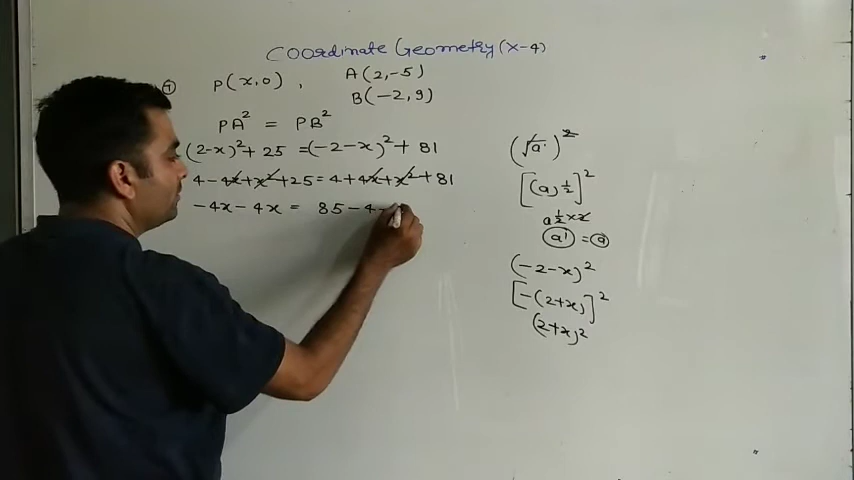 Coordinate Geometry (X-4)
7 P(x,0) , A(2,-5)
B(-2,9)
PA² = PB²
(2-x)² + 25 = (-2-x)² + 81
4-4x+x²+25 = 4+4x+x²+81
-4x-4x = 85-4-
(√a)²
[(a)½]²
a½×2
a¹ = a
(-2-x)²
[-(2+x)]²
(2+x)²